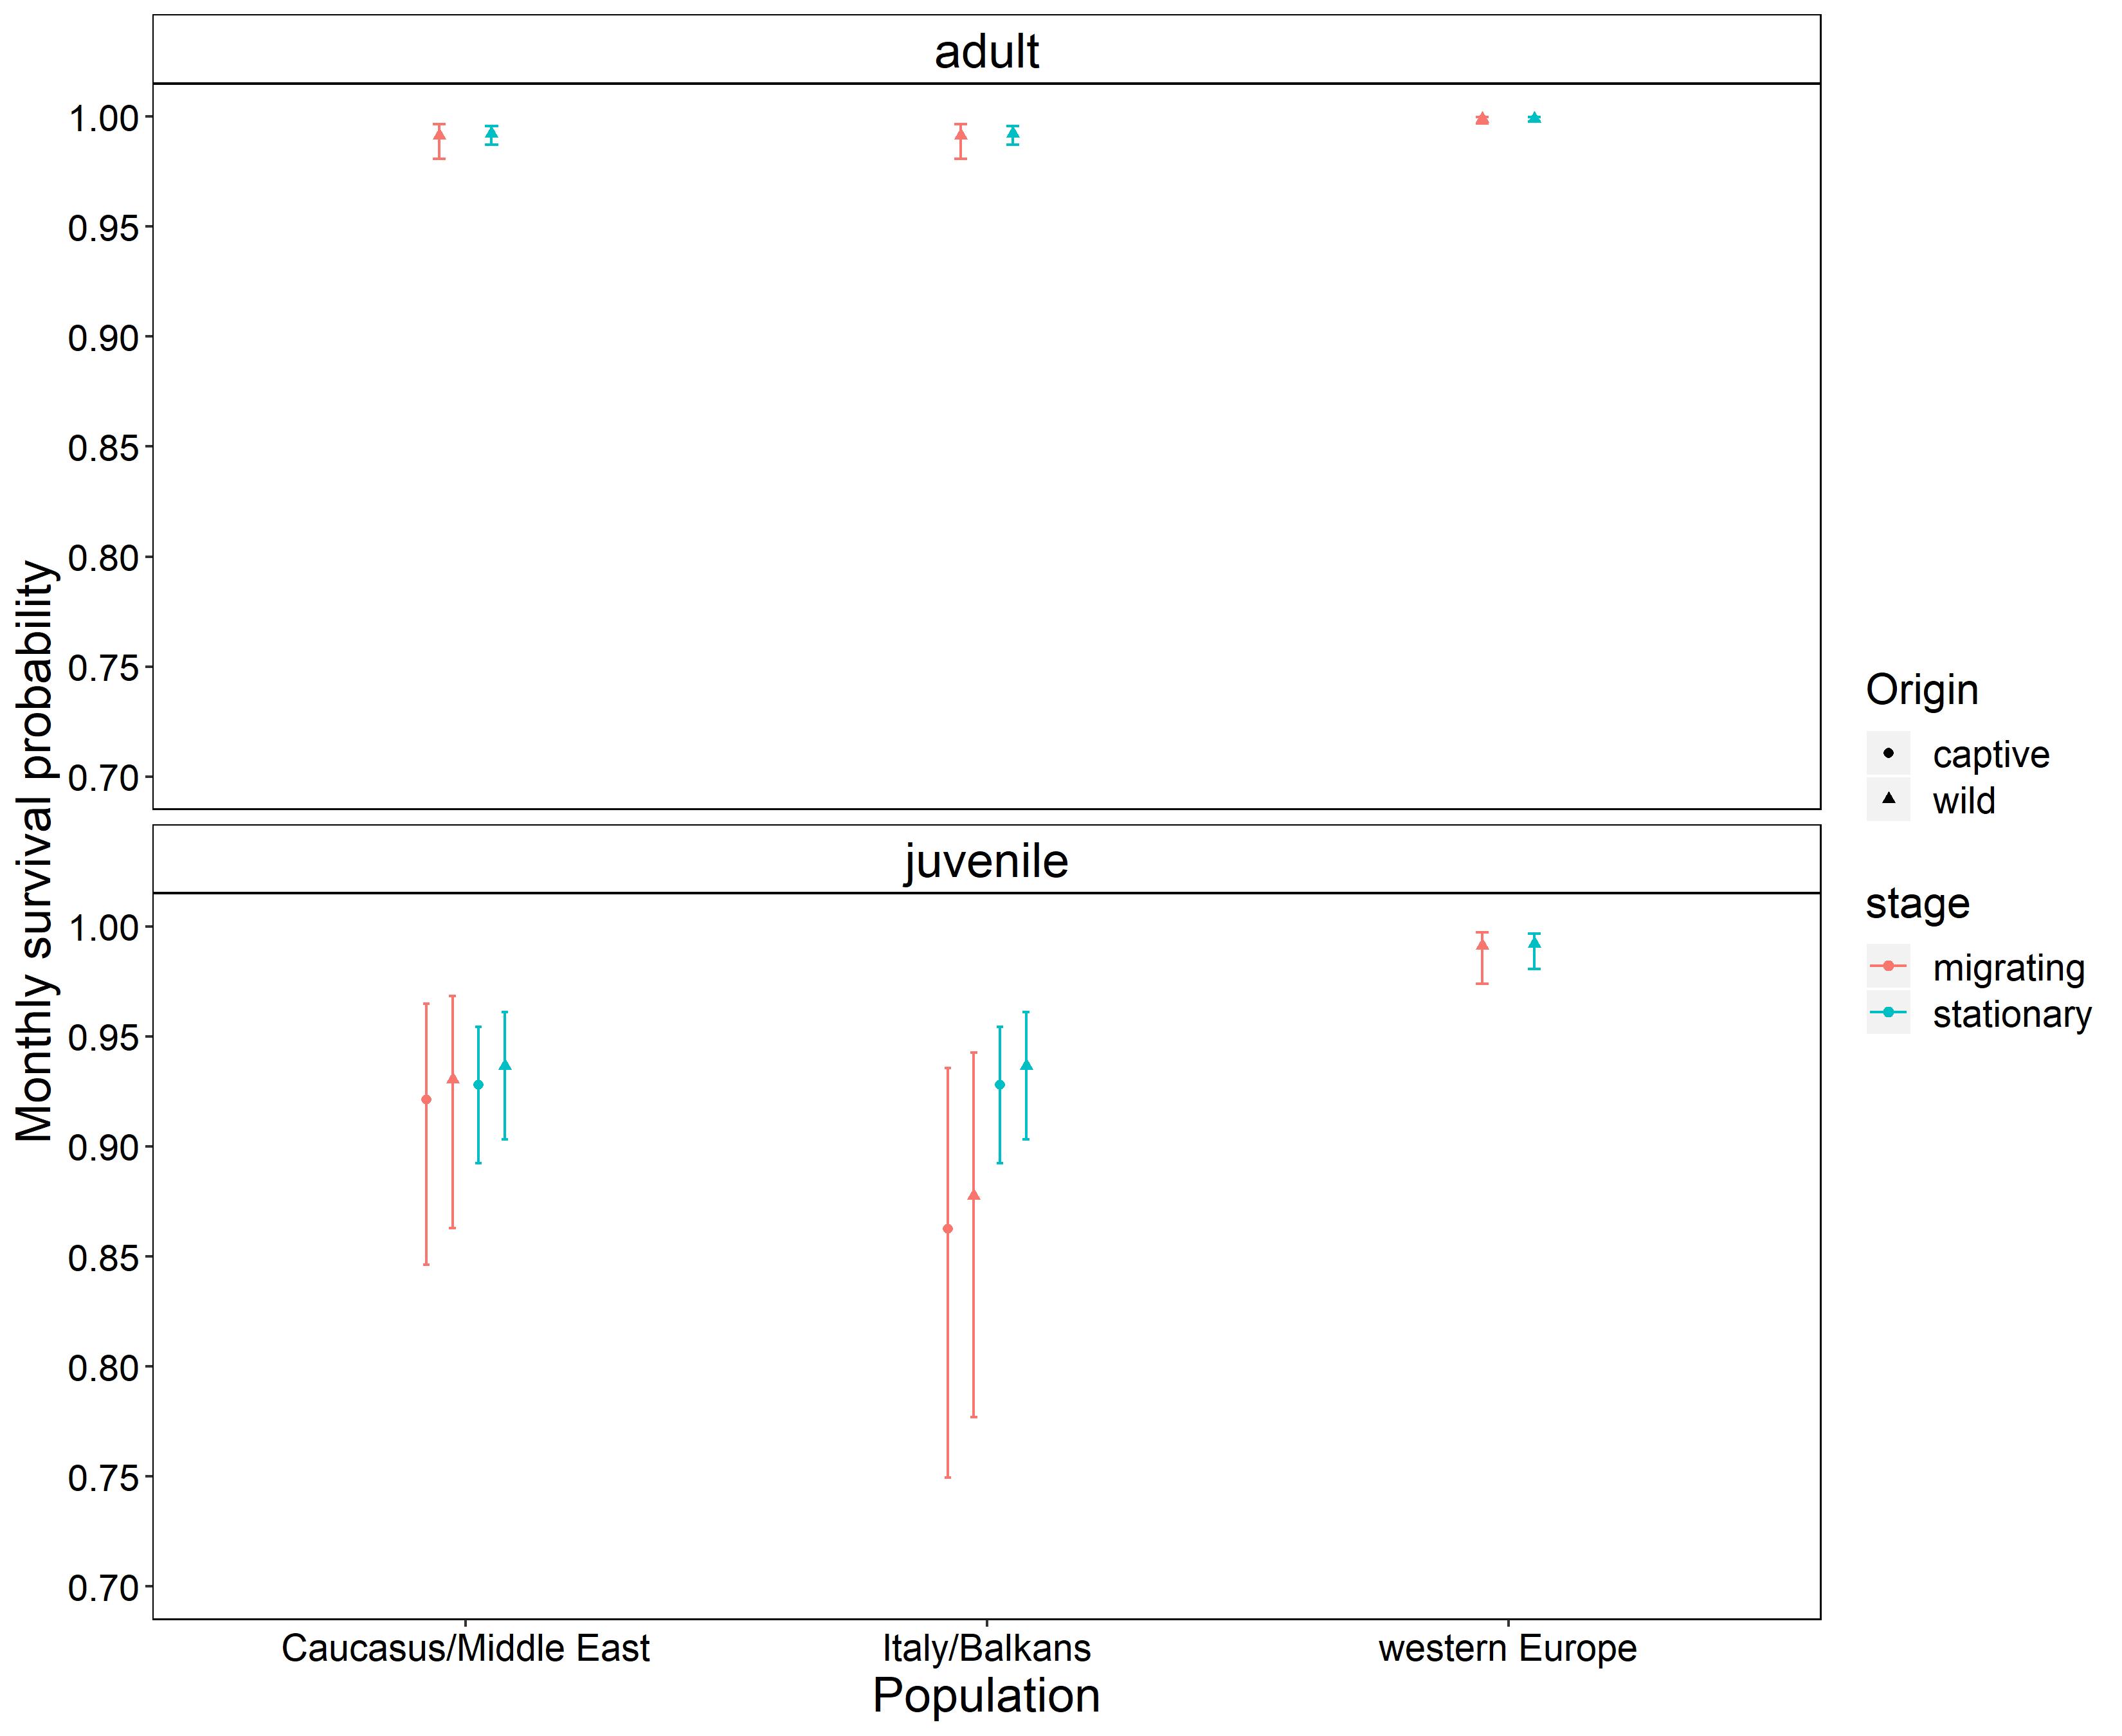 adult
1.00
0.95
0.90
0.85
0.80
0.75
0.70
juvenile
1.00
0.95
0.90
0.85
0.80
0.75
0.70
Monthly survival probability
Caucasus/Middle East
Italy/Balkans
western Europe
Population
Origin
captive
wild
stage
migrating
stationary